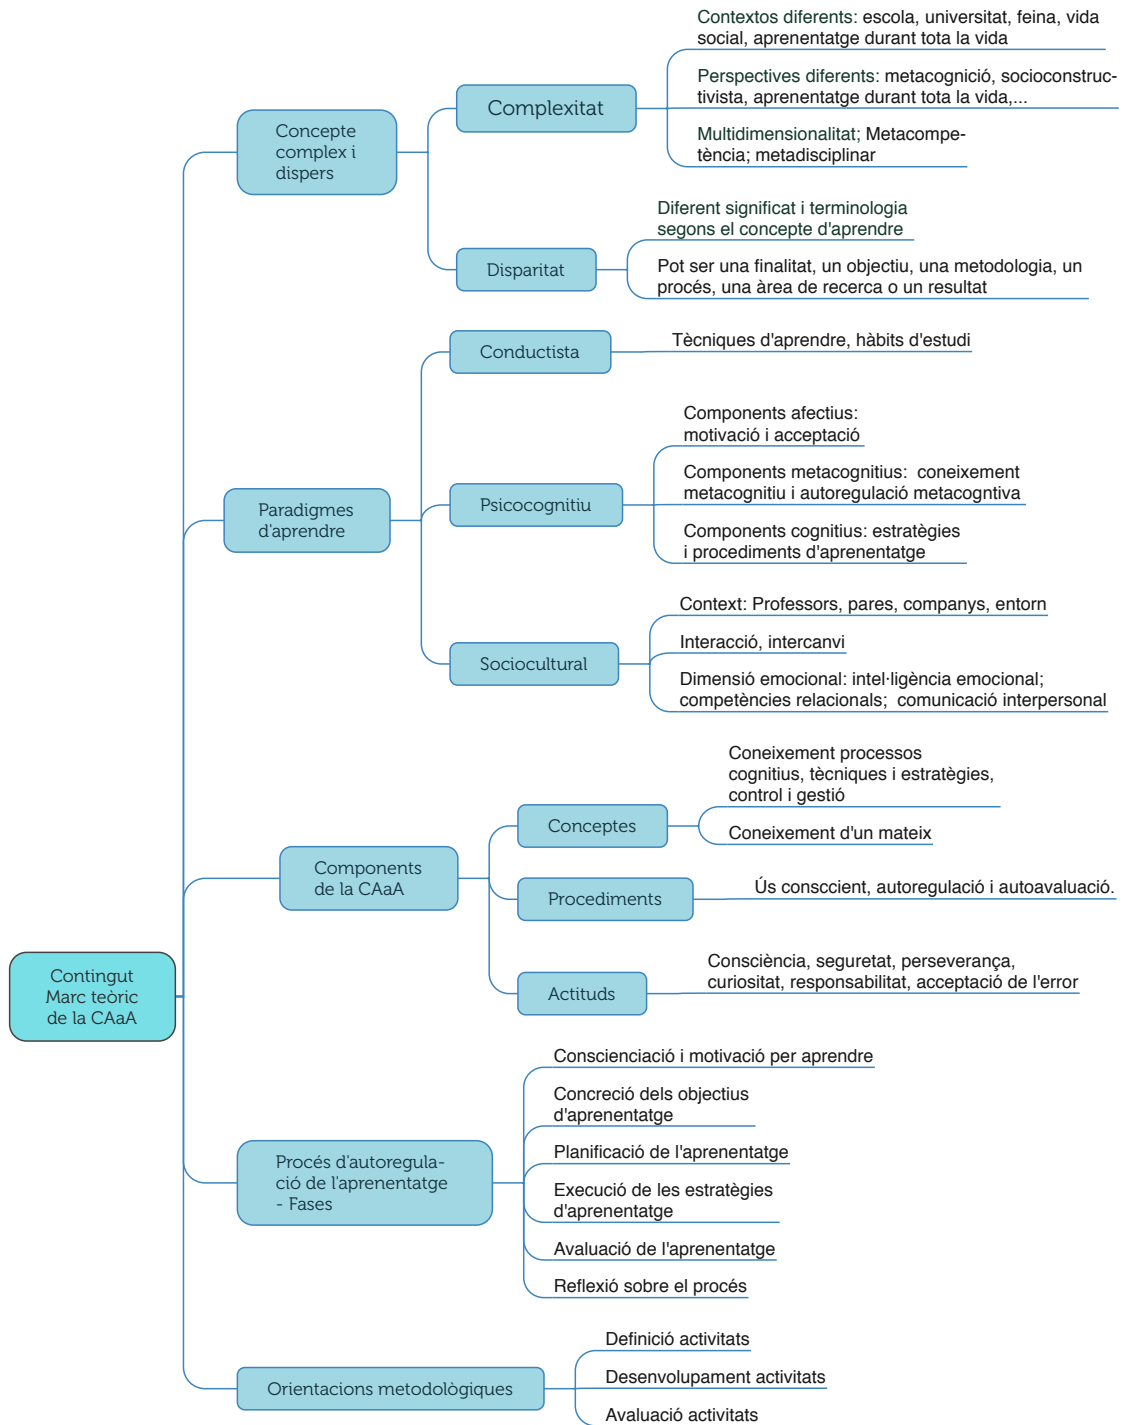 Contextos diferents: escola, universitat, feina, vida
social, aprenentatge durant tota la vida
Perspectives diferents: metacognició, socioconstruc-
tivista, aprenentatge durant tota la vida,...
Complexitat
Multidimensionalitat; Metacompe-
tència; metadisciplinar
Concepte
complex i
dispers
Diferent significat i terminologia
segons el concepte d'aprendre
Disparitat
Pot ser una finalitat, un objectiu, una metodologia, un
procés, una àrea de recerca o un resultat
Conductista
Tècniques d'aprendre, hàbits d'estudi
Components afectius:
motivació i acceptació
Components metacognitius:  coneixement
metacognitiu i autoregulació metacogntiva
Psicocognitiu
Paradigmes
d'aprendre
Components cognitius: estratègies
i procediments d'aprenentatge
Context: Professors, pares, companys, entorn
Interacció, intercanvi
Sociocultural
Dimensió emocional: intel·ligència emocional;
competències relacionals;  comunicació interpersonal
Coneixement processos
cognitius, tècniques i estratègies,
control i gestió
Conceptes
Coneixement d'un mateix
Components
de la CAaA
Procediments
Ús consccient, autoregulació i autoavaluació.
Consciència, seguretat, perseverança,
curiositat, responsabilitat, acceptació de l'error
Actituds
Contingut
Marc teòric
de la CAaA
Conscienciació i motivació per aprendre
Concreció dels objectius
d'aprenentatge
Planificació de l'aprenentatge
Procés d'autoregula-
ció de l'aprenentatge
- Fases
Execució de les estratègies
d'aprenentatge
Avaluació de l'aprenentatge
Reflexió sobre el procés
Definició activitats
Orientacions metodològiques
Desenvolupament activitats
Avaluació activitats